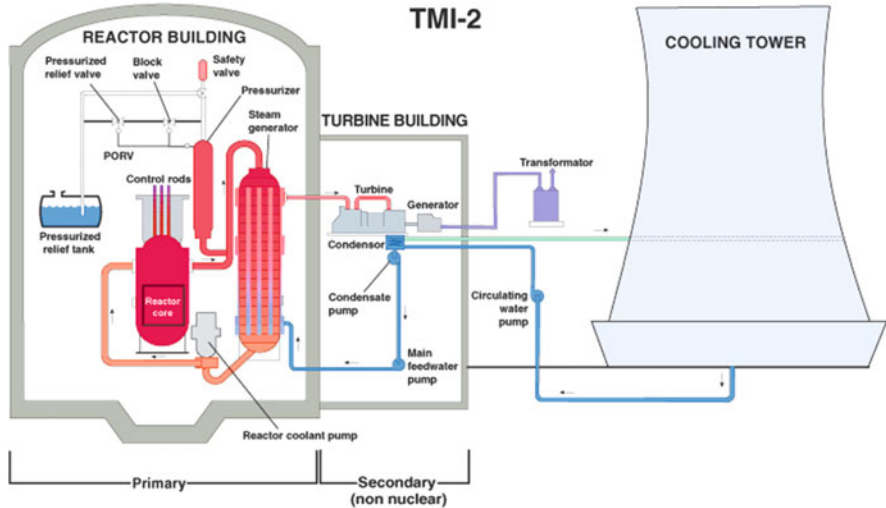 TMI-2
REACTOR BUILDING
COOLING TOWER
Pressurized
relief valve
Block
valve
Safety
valve
Pressurizer
Steam
generator
TURBINE BUILDING
PORV
Control rods
Turbine
Generator
Transformator
Pressurized
relief tank
Condensor
Reactor
core
Condensate
pump
Circulating
water
pump
Main
feedwater
pump
Reactor coolant pump
Primary
Secondary
(non nuclear)